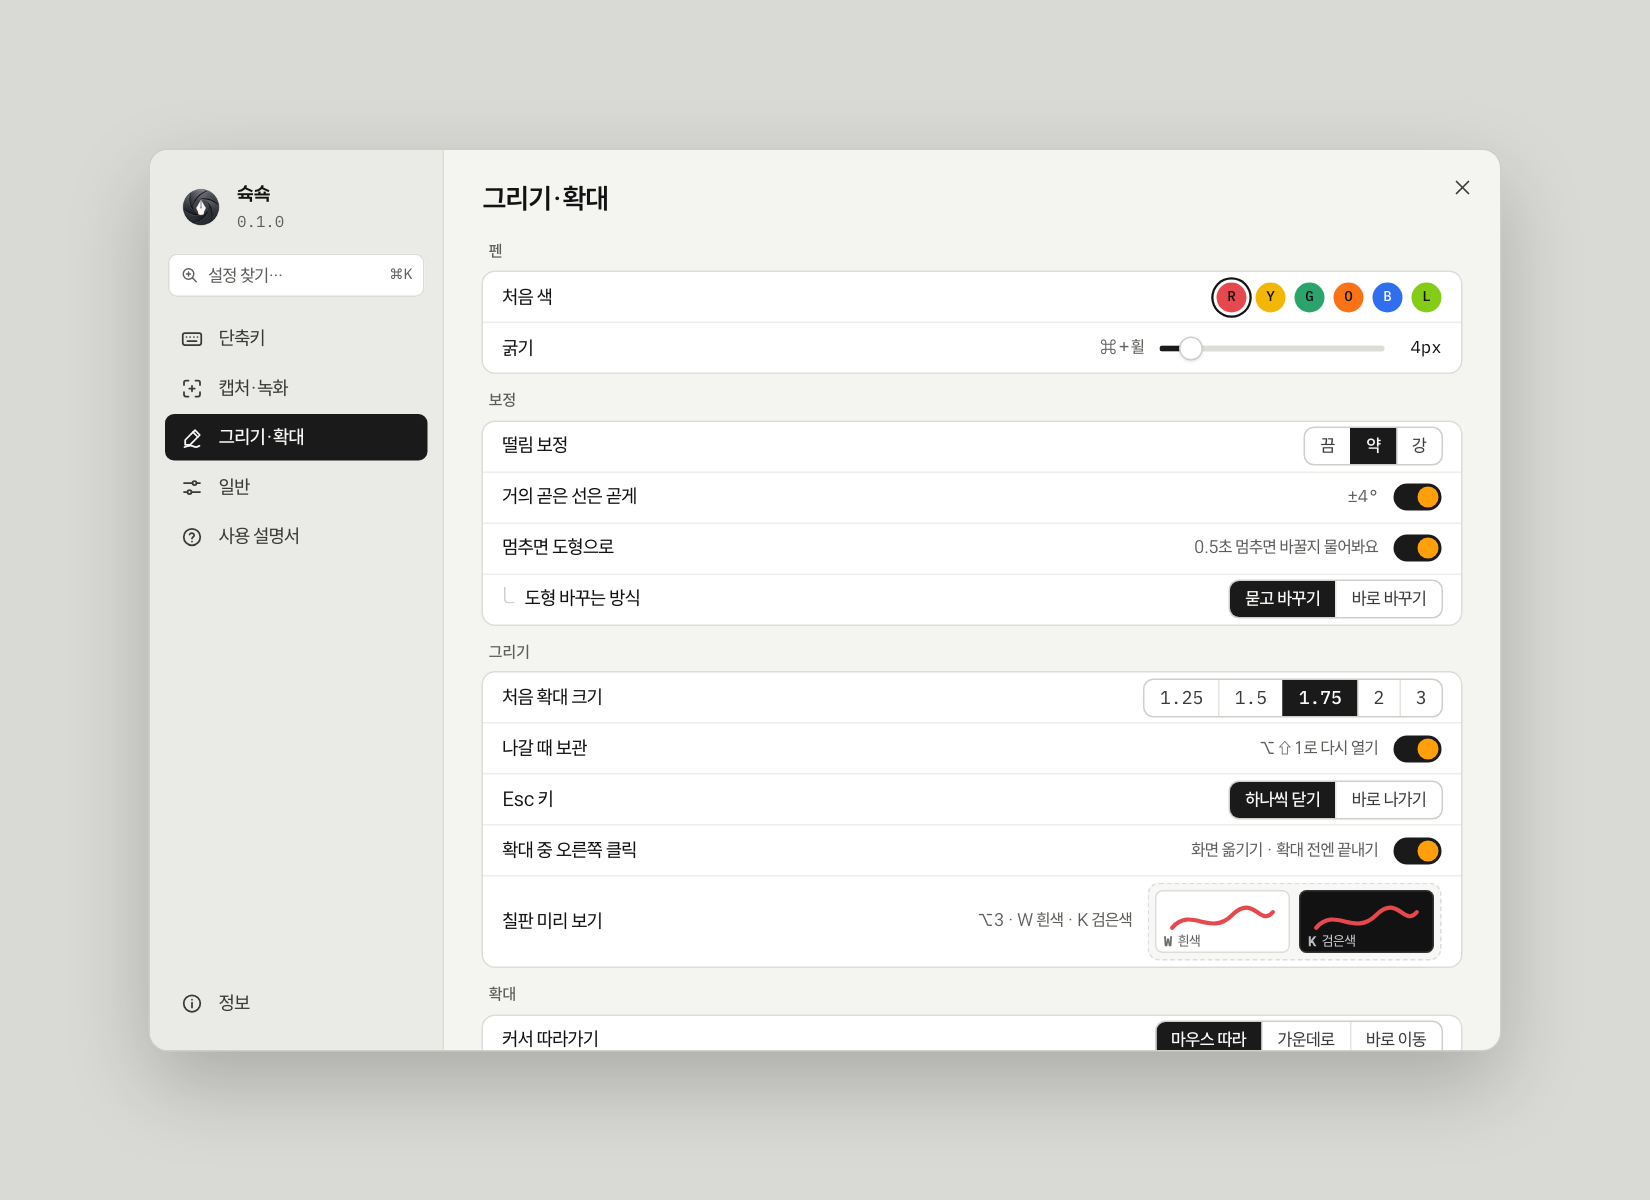 슉쇽
0.1.0
설정 찾기… ⌘K
단축키
캡처·녹화
그리기·확대
일반
사용 설명서
정보
그리기·확대
펜
처음 색 R Y G O B L
굵기 ⌘+휠 4px
보정
떨림 보정 끔 약 강
거의 곧은 선은 곧게 ±4°
멈추면 도형으로 0.5초 멈추면 바꿀지 물어봐요
도형 바꾸는 방식 묻고 바꾸기 바로 바꾸기
그리기
처음 확대 크기 1.25 1.5 1.75 2 3
나갈 때 보관 ⌥⇧1로 다시 열기
Esc 키 하나씩 닫기 바로 나가기
확대 중 오른쪽 클릭 화면 옮기기 · 확대 전엔 끝내기
칠판 미리 보기 ⌥3 · W 흰색 · K 검은색 W 흰색 K 검은색
확대
커서 따라가기 마우스 따라 가운데로 바로 이동